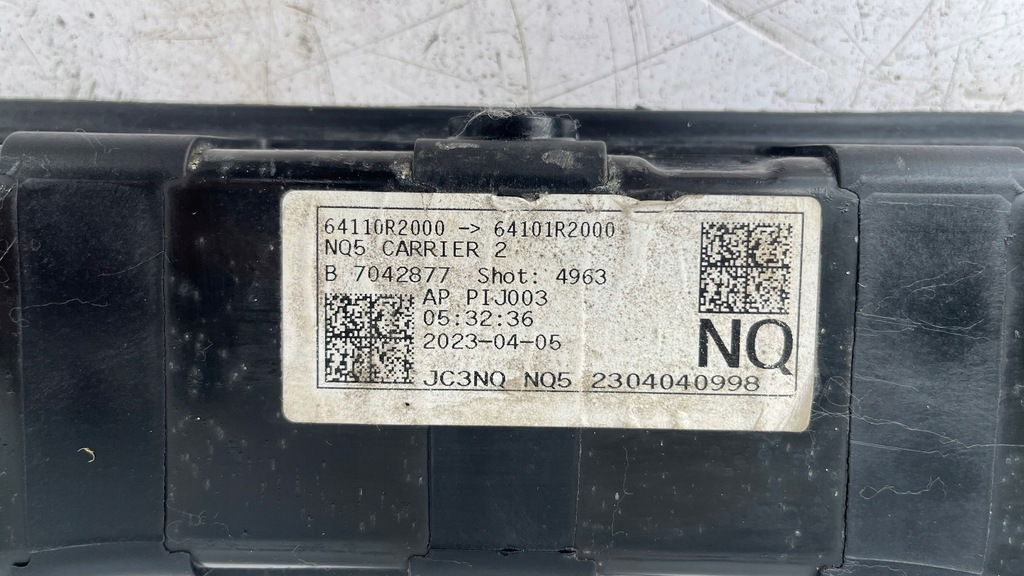 64110R2000 -> 64101R2000
NQ5 CARRIER 2
B 7042877 Shot: 4963
AP PIJ003
05:32:36
2023-04-05
NQ
JC3NQ NQ5 2304040998